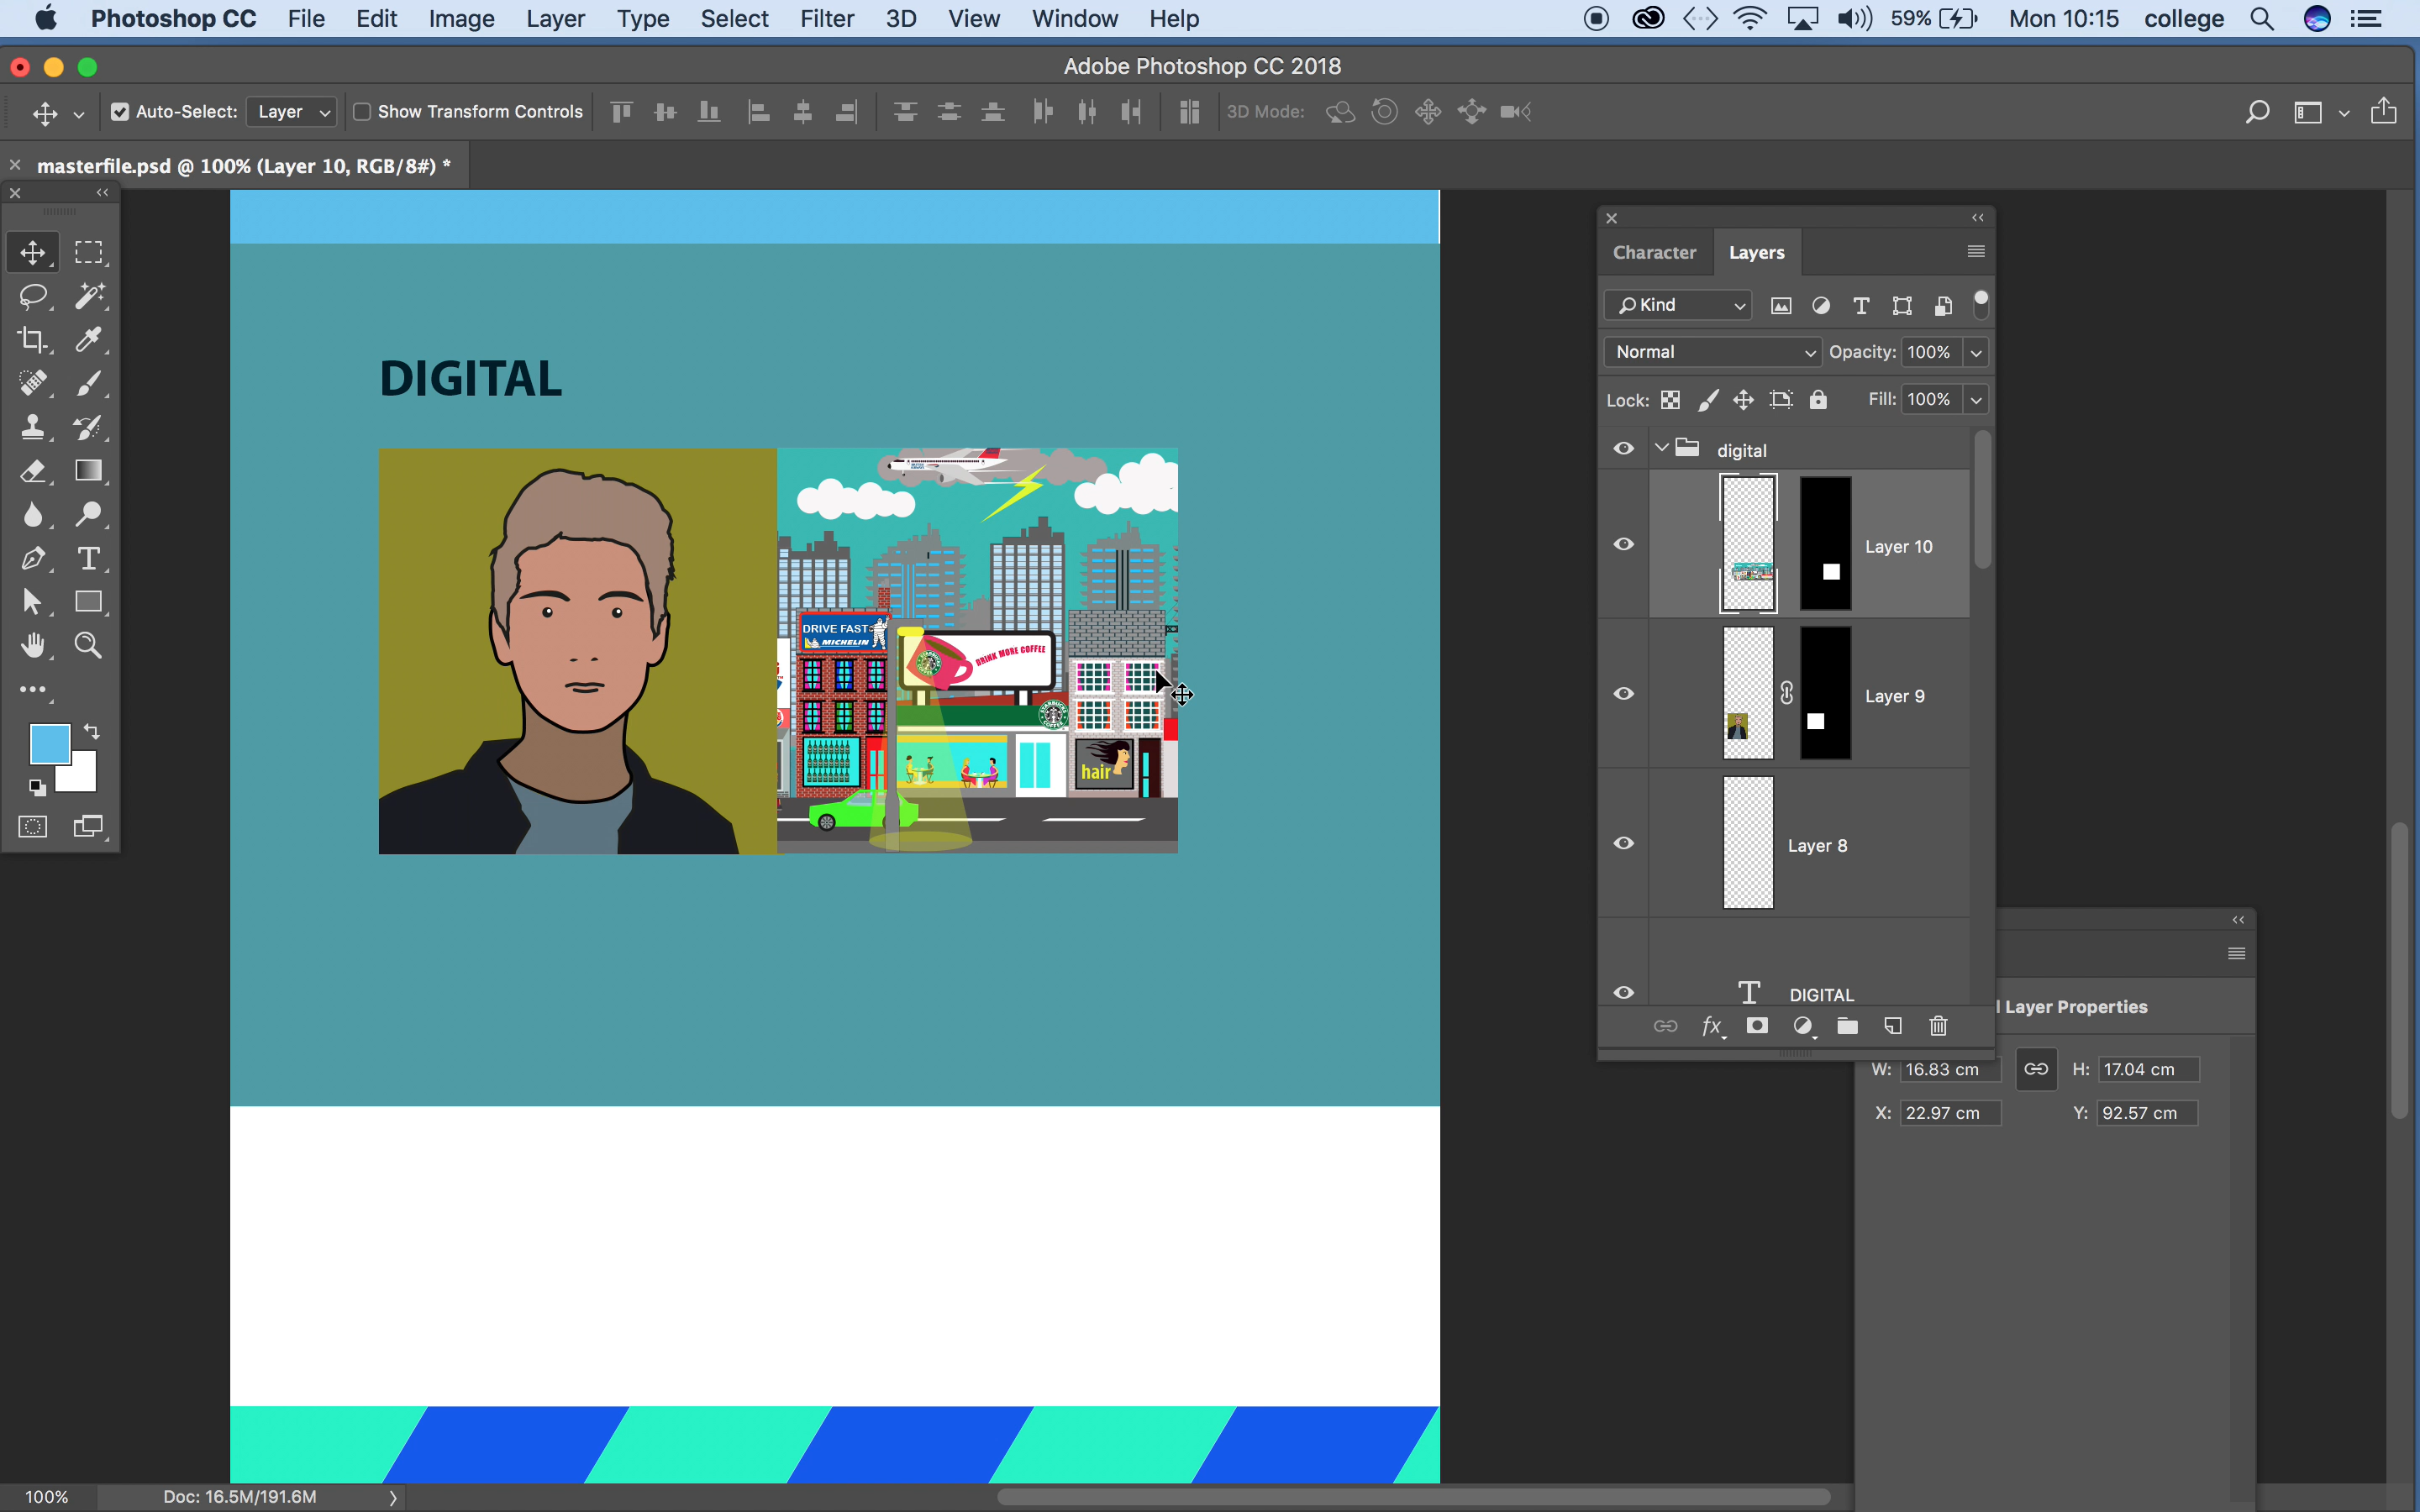 Photoshop CC File Edit Image Layer Type Select Filter 3D View Window Help 59% Mon 10:15 college
Adobe Photoshop CC 2018
Auto-Select: Layer Show Transform Controls 3D Mode:
masterfile.psd @ 100% (Layer 10, RGB/8#) *
Character Layers
Kind
Normal Opacity: 100%
Lock: Fill: 100%
digital
Layer 10
Layer 9
Layer 8
DIGITAL
fx
Layer Properties
W: 16.83 cm H: 17.04 cm
X: 22.97 cm Y: 92.57 cm
DIGITAL
DRIVE FAST
MICHELIN
DRINK MORE COFFEE
hair
100% Doc: 16.5M/191.6M